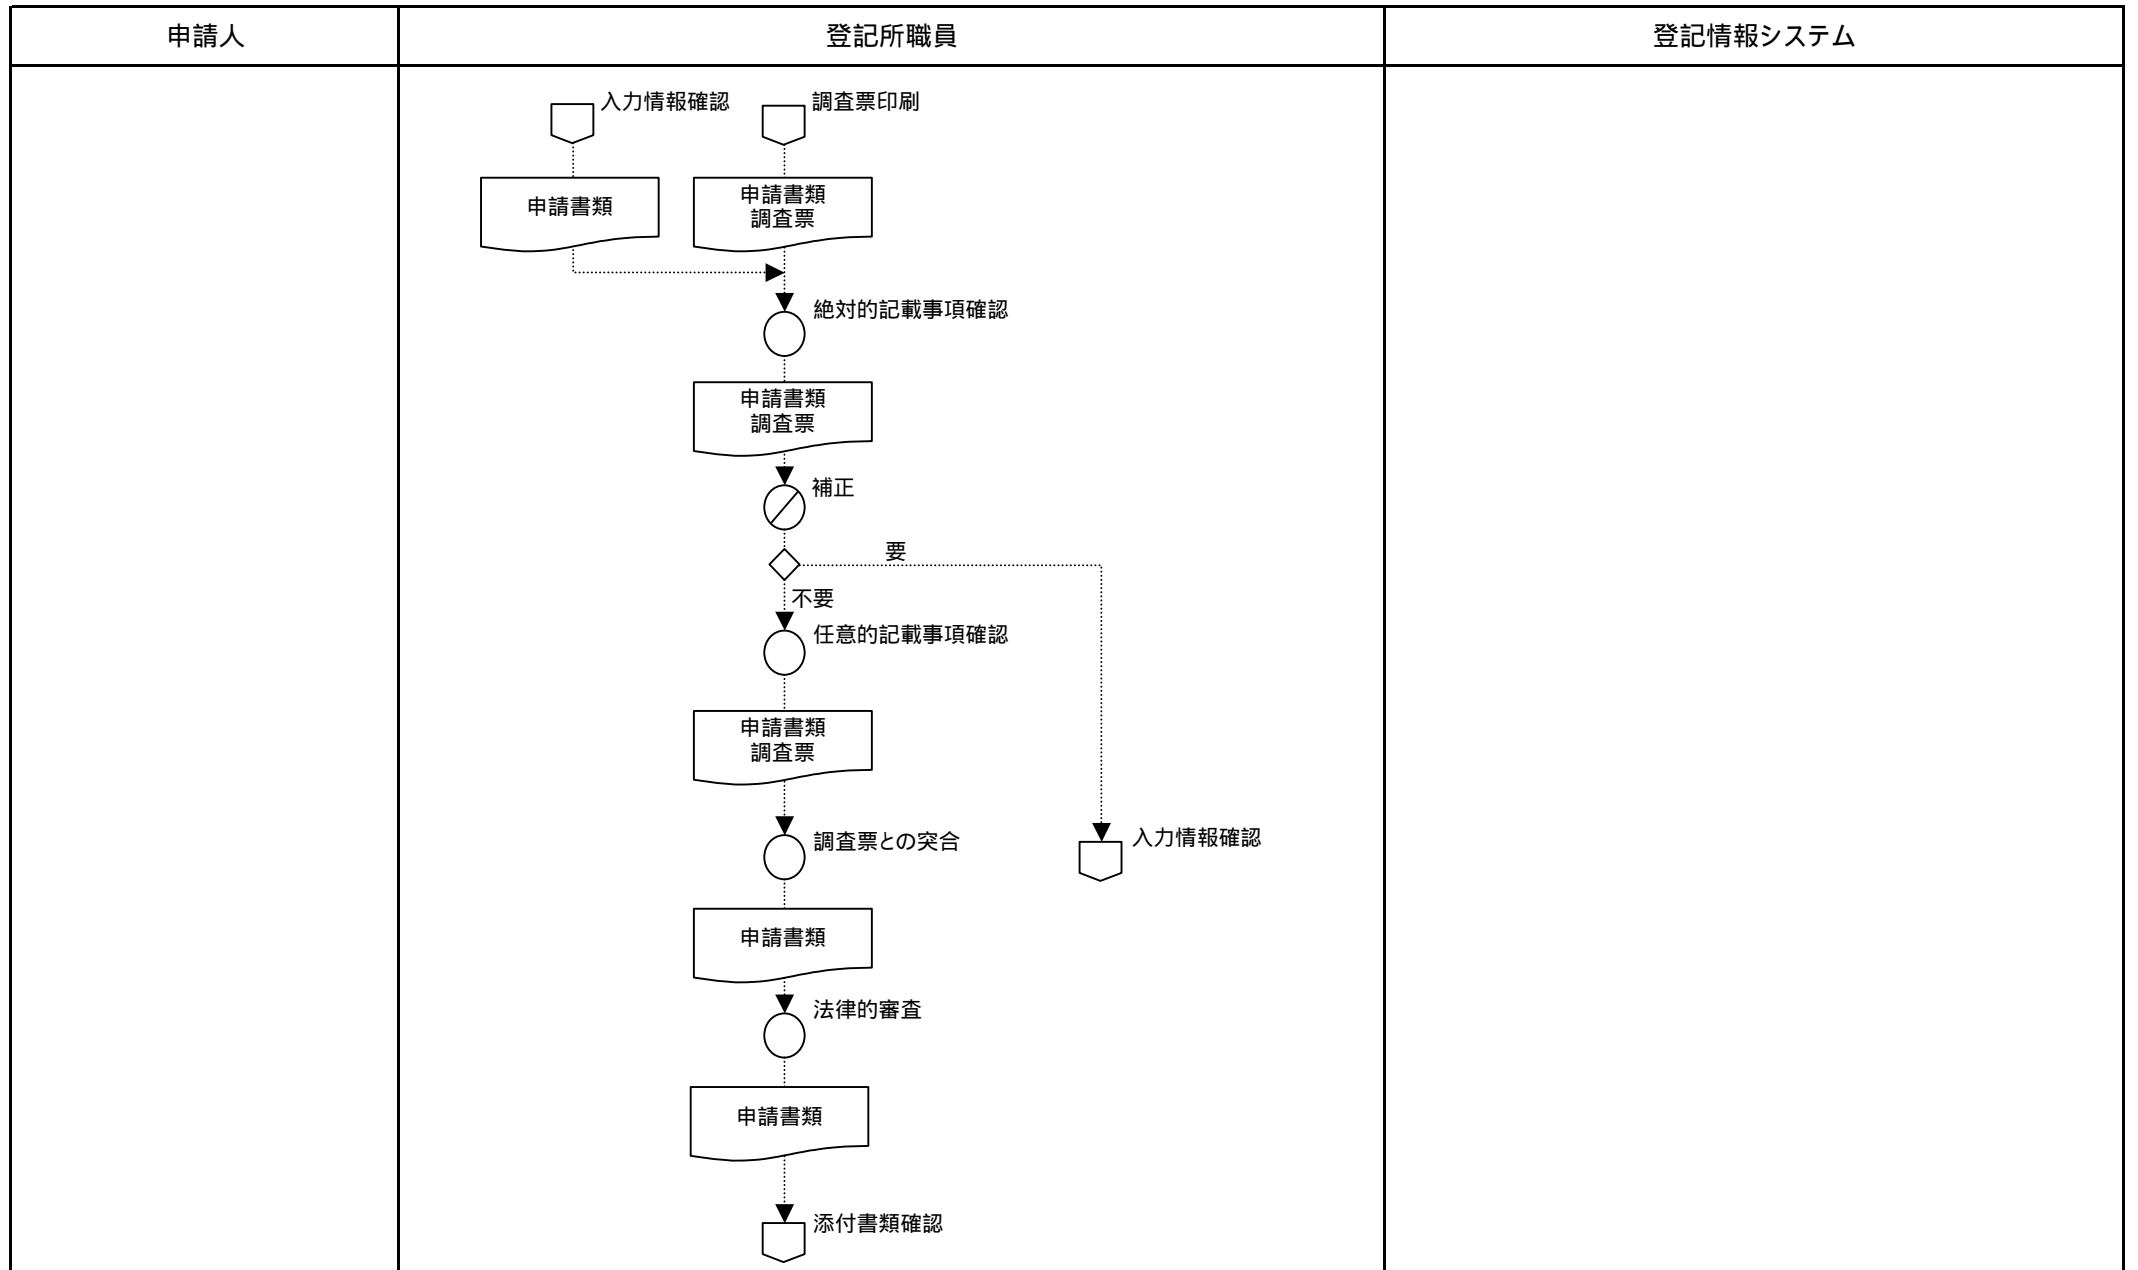 申請人
登記所職員
登記情報システム
入力情報確認
調査票印刷
申請書類
申請書類
調査票
絶対的記載事項確認
申請書類
調査票
補正
要
不要
任意的記載事項確認
申請書類
調査票
調査票との突合
入力情報確認
申請書類
法律的審査
申請書類
添付書類確認